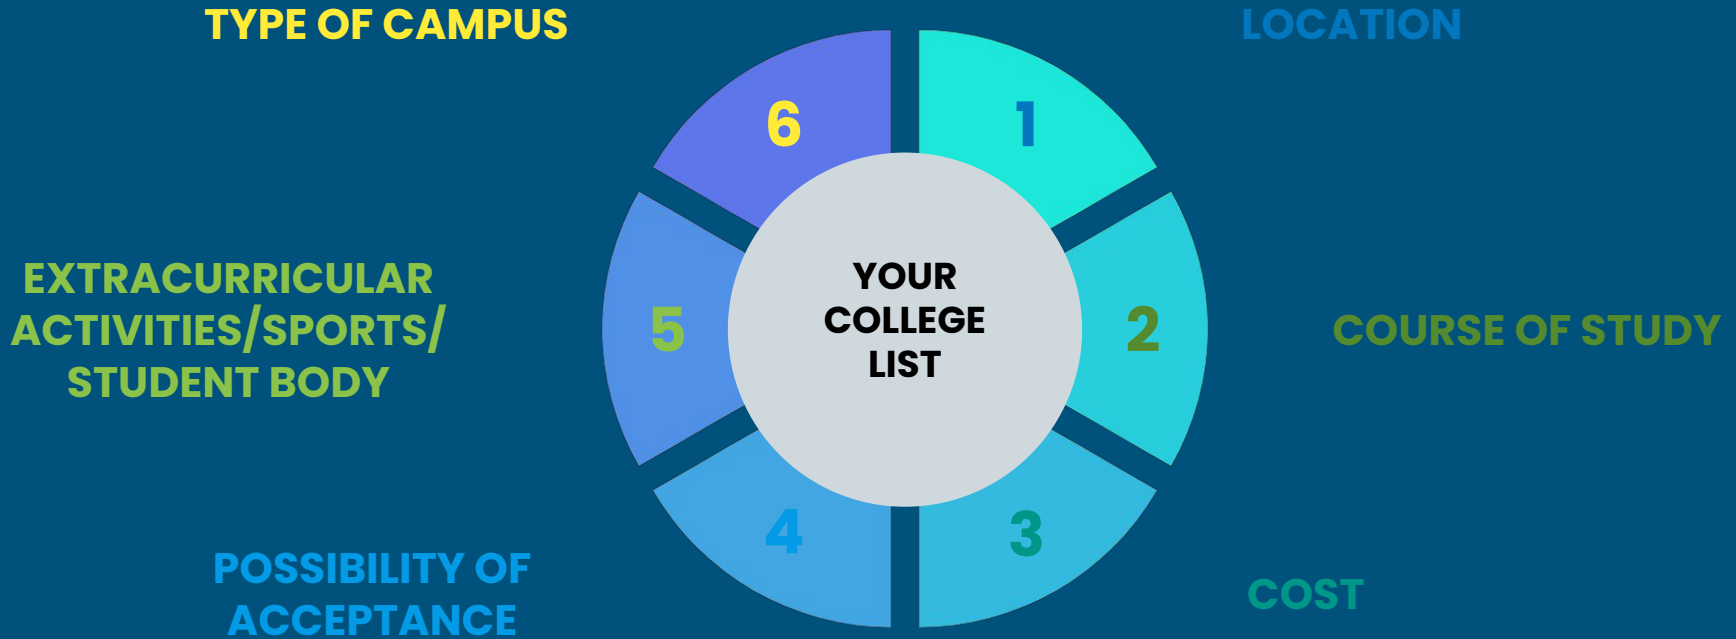 TYPE OF CAMPUS
LOCATION
6
1
EXTRACURRICULAR
ACTIVITIES/SPORTS/
STUDENT BODY
5
YOUR
COLLEGE
LIST
2
COURSE OF STUDY
4
3
POSSIBILITY OF
ACCEPTANCE
COST